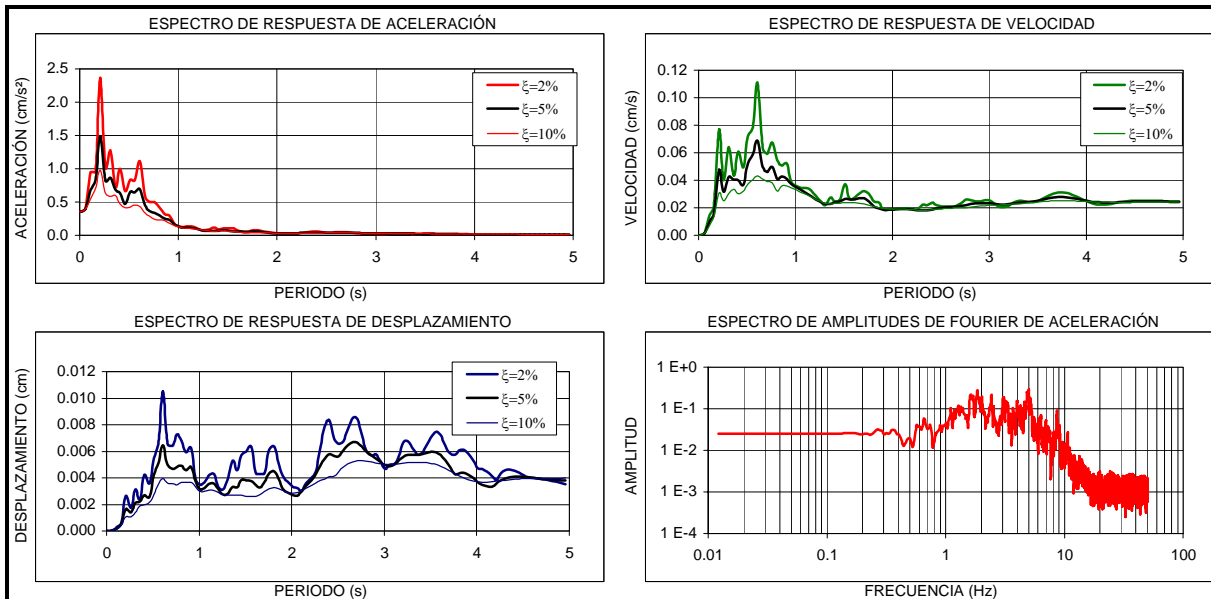 ESPECTRO DE RESPUESTA DE ACELERACIÓN
ACELERACIÓN (cm/s²)
2.5
2.0
1.5
1.0
0.5
0.0
0 1 2 3 4 5
PERIODO (s)
ξ=2%
ξ=5%
ξ=10%
ESPECTRO DE RESPUESTA DE VELOCIDAD
VELOCIDAD (cm/s)
0.12
0.10
0.08
0.06
0.04
0.02
0.00
0 1 2 3 4 5
PERIODO (s)
ξ=2%
ξ=5%
ξ=10%
ESPECTRO DE RESPUESTA DE DESPLAZAMIENTO
DESPLAZAMIENTO (cm)
0.012
0.010
0.008
0.006
0.004
0.002
0.000
0 1 2 3 4 5
PERIODO (s)
ξ=2%
ξ=5%
ξ=10%
ESPECTRO DE AMPLITUDES DE FOURIER DE ACELERACIÓN
AMPLITUD
1 E+0
1 E-1
1 E-2
1 E-3
1 E-4
0.01 0.1 1 10 100
FRECUENCIA (Hz)